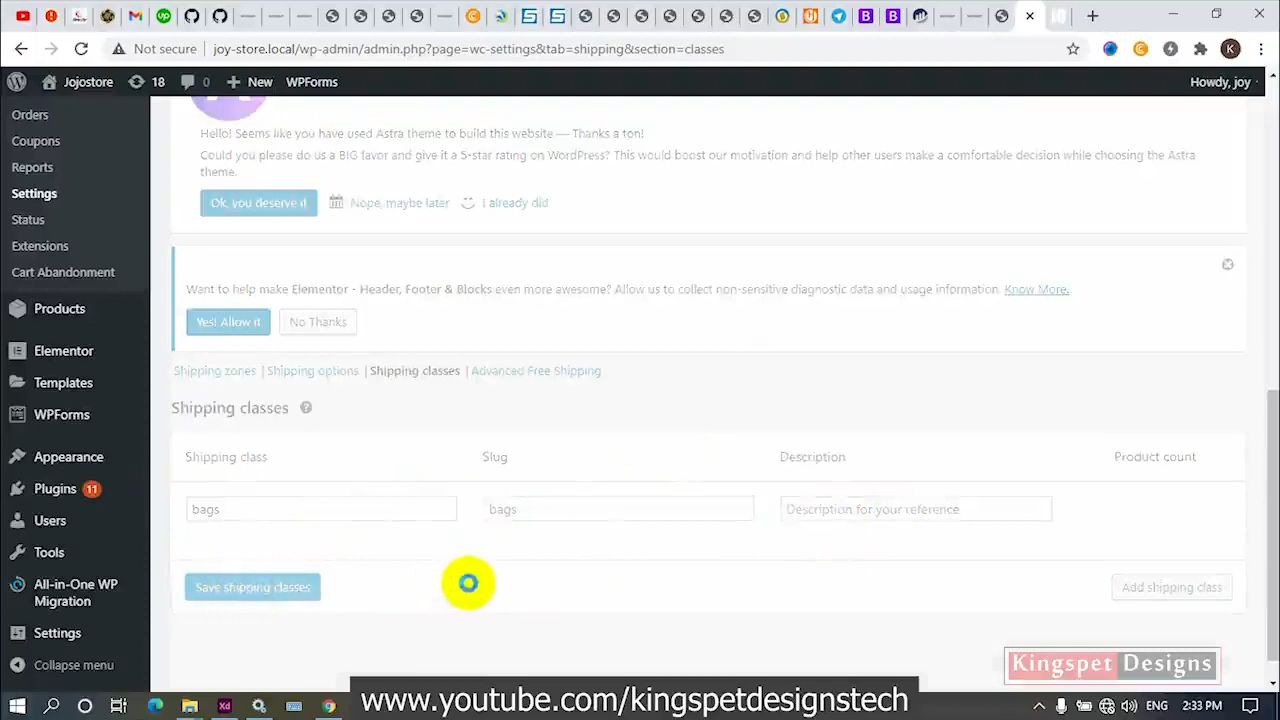 Not secure
joy-store.local/wp-admin/admin.php?page=wc-settings&tab=shipping&section=classes
K
Jojostore
18
0
New
WPForms
Howdy, joy
Orders
Coupons
Reports
Settings
Status
Extensions
Cart Abandonment
Products
Elementor
Templates
WPForms
Appearance
Plugins 11
Users
Tools
All-in-One WP
Migration
Settings
Collapse menu
Hello! Seems like you have used Astra theme to build this website — Thanks a ton!
Could you please do us a BIG favor and give it a 5-star rating on WordPress? This would boost our motivation and help other users make a comfortable decision while choosing the Astra
theme.
Ok, you deserve it
Nope, maybe later
I already did
Want to help make Elementor - Header, Footer & Blocks even more awesome? Allow us to collect non-sensitive diagnostic data and usage information. Know More.
Yes! Allow it
No Thanks
Shipping zones | Shipping options | Shipping classes | Advanced Free Shipping
Shipping classes ?
Shipping class
Slug
Description
Product count
bags
bags
Description for your reference
Save shipping classes
Add shipping class
Kingspet Designs
www.youtube.com/kingspetdesignstech
ENG
2:33 PM